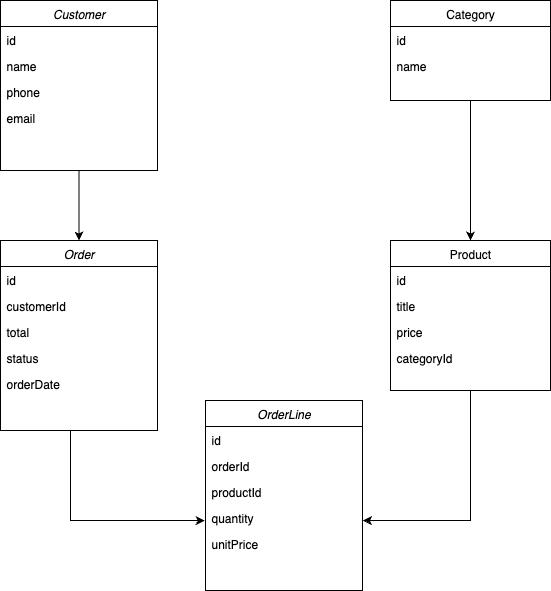 Customer
id
name
phone
email
Category
id
name
Order
id
customerId
total
status
orderDate
Product
id
title
price
categoryId
OrderLine
id
orderId
productId
quantity
unitPrice